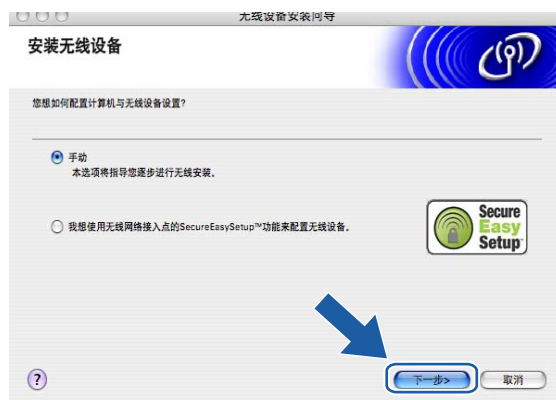 无线设备安装向导
安装无线设备
您想如何配置计算机与无线设备设置?
手动
本选项将指导您逐步进行无线安装。
我想使用无线网络接入点的SecureEasySetup™功能来配置无线设备。
Secure
Easy
Setup
?
下一步>
取消